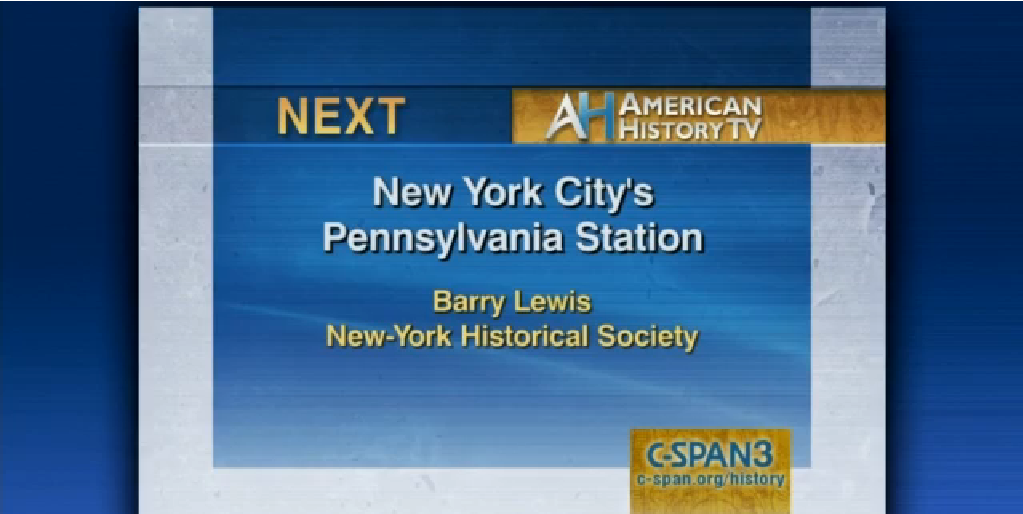 NEXT
AH AMERICAN
HISTORY TV
New York City's
Pennsylvania Station
Barry Lewis
New-York Historical Society
C-SPAN3
c-span.org/history